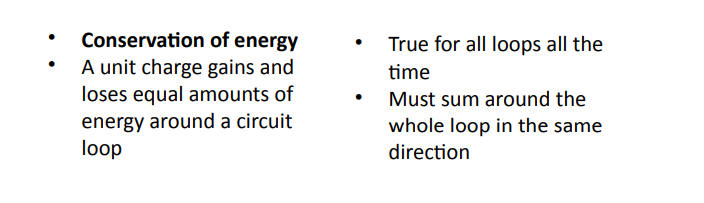 • Conservation of energy
• A unit charge gains and
loses equal amounts of
energy around a circuit
loop
• True for all loops all the
time
• Must sum around the
whole loop in the same
direction